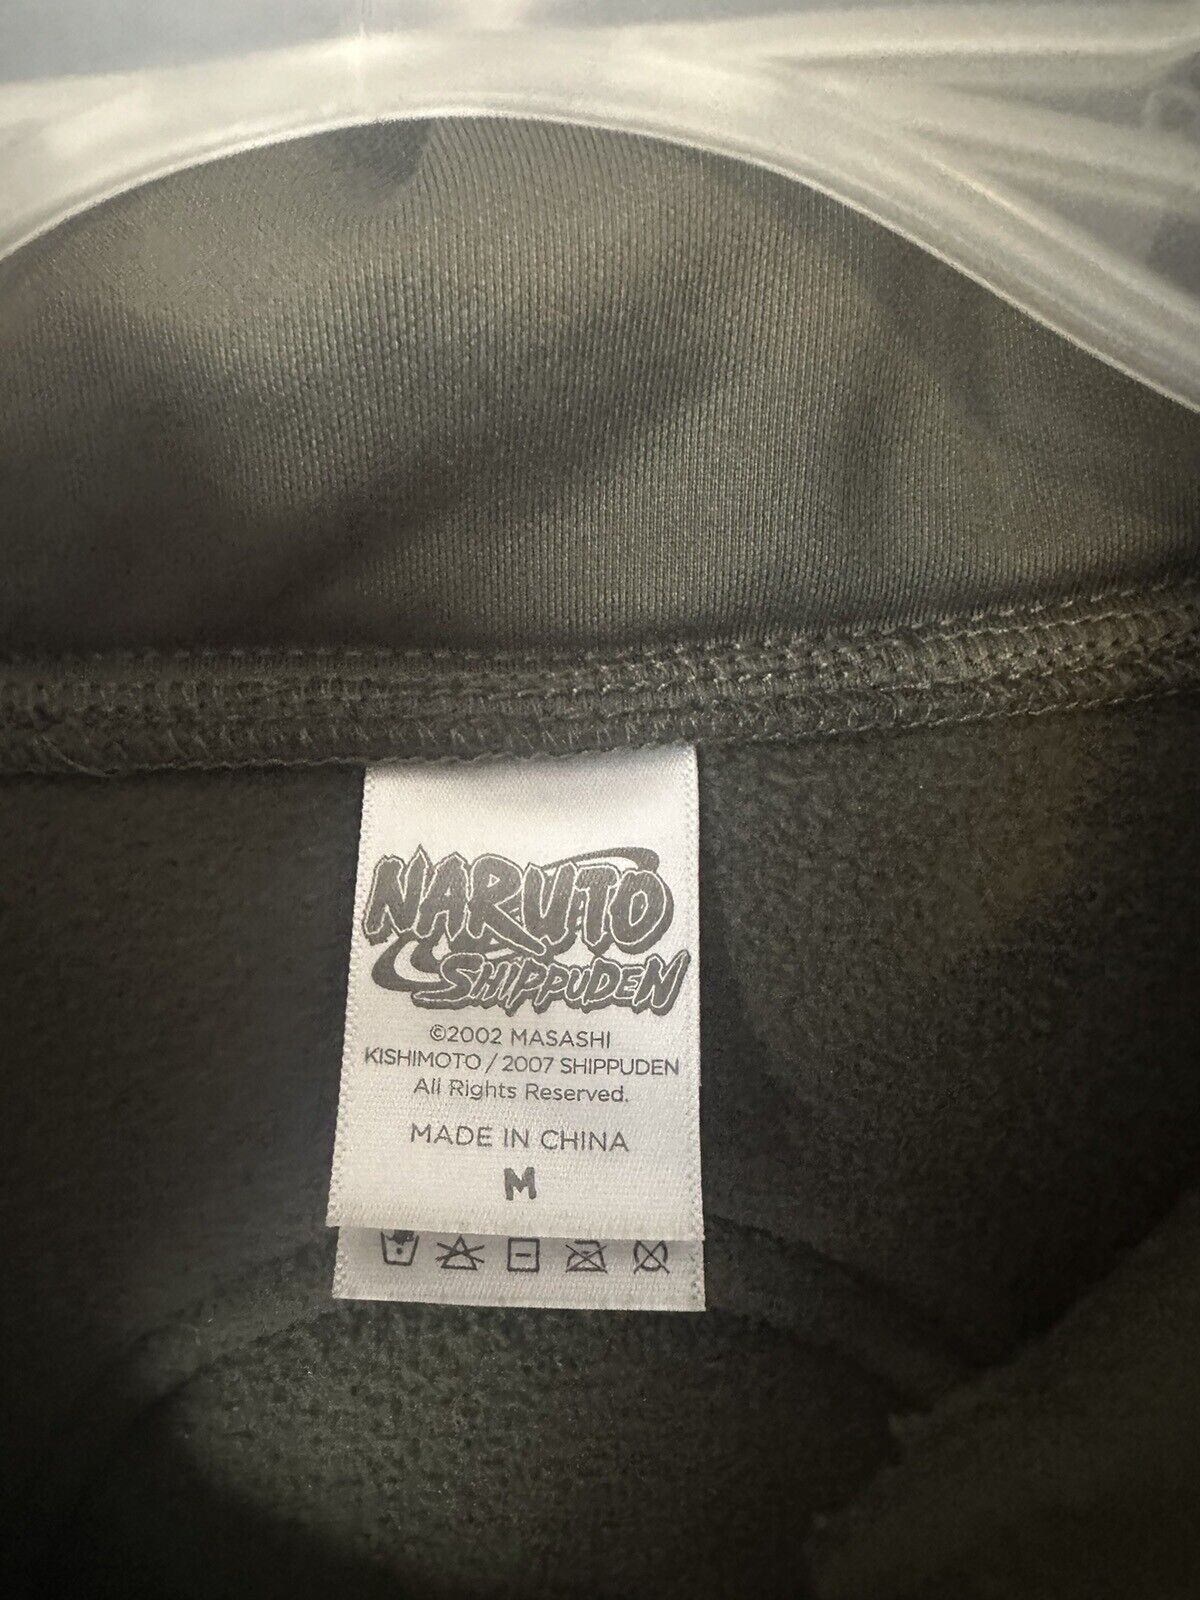 NARUTO
SHIPPUDEN
©2002 MASASHI
KISHIMOTO / 2007 SHIPPUDEN
All Rights Reserved.
MADE IN CHINA
M